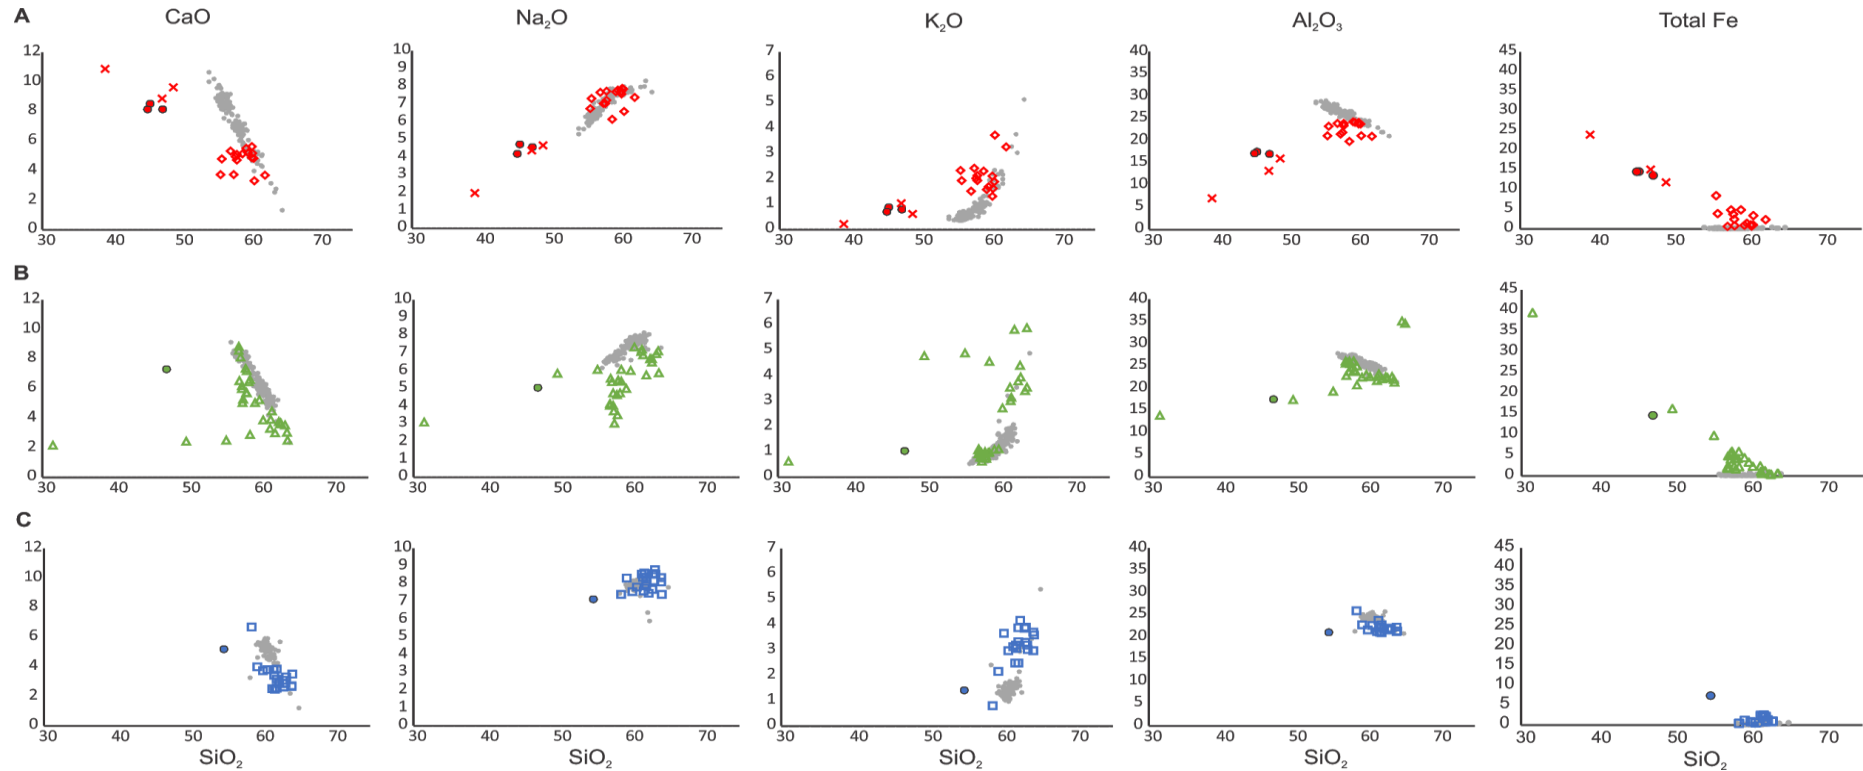 A CaO Na₂O K₂O Al₂O₃ Total Fe
12 10 8 6 4 2 0
30 40 50 60 70
10 9 8 7 6 5 4 3 2 1 0
30 40 50 60 70
7 6 5 4 3 2 1 0
30 40 50 60 70
40 35 30 25 20 15 10 5 0
30 40 50 60 70
45 40 35 30 25 20 15 10 5 0
30 40 50 60 70
B
12 10 8 6 4 2 0
30 40 50 60 70
10 9 8 7 6 5 4 3 2 1 0
30 40 50 60 70
7 6 5 4 3 2 1 0
30 40 50 60 70
40 35 30 25 20 15 10 5 0
30 40 50 60 70
45 40 35 30 25 20 15 10 5 0
30 40 50 60 70
C
12 10 8 6 4 2 0
30 40 50 60 70
SiO₂
10 9 8 7 6 5 4 3 2 1 0
30 40 50 60 70
SiO₂
7 6 5 4 3 2 1 0
30 40 50 60 70
SiO₂
40 35 30 25 20 15 10 5 0
30 40 50 60 70
SiO₂
45 40 35 30 25 20 15 10 5 0
30 40 50 60 70
SiO₂